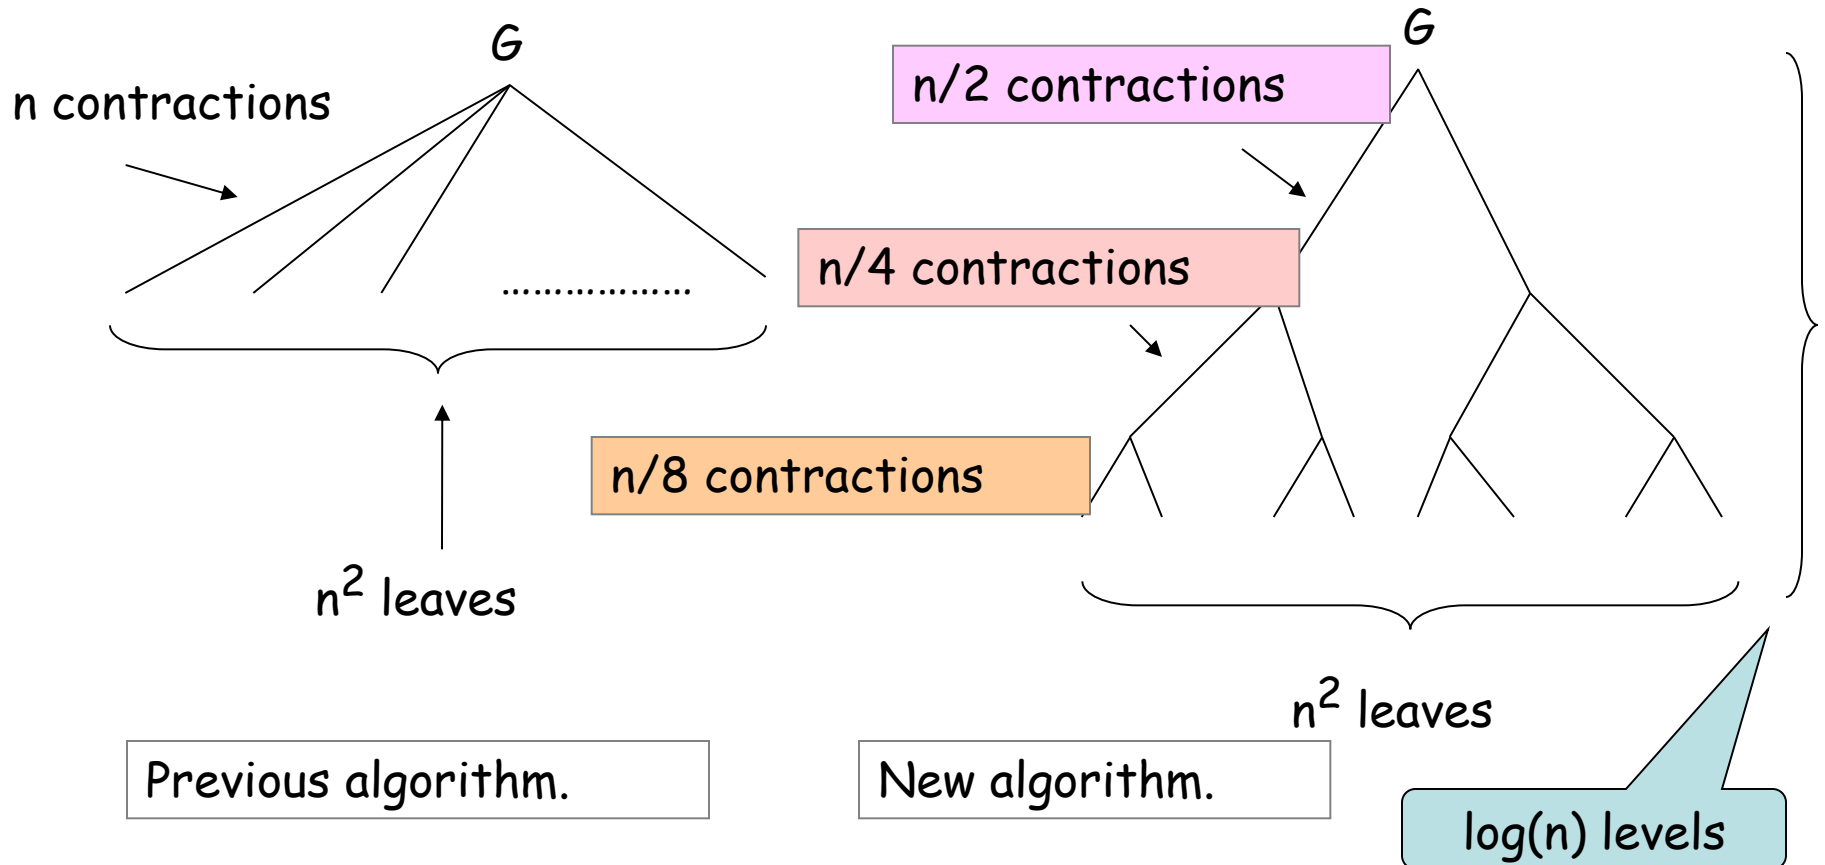 G
n contractions
………………
n² leaves
Previous algorithm.
G
n/2 contractions
n/4 contractions
n/8 contractions
n² leaves
New algorithm.
log(n) levels